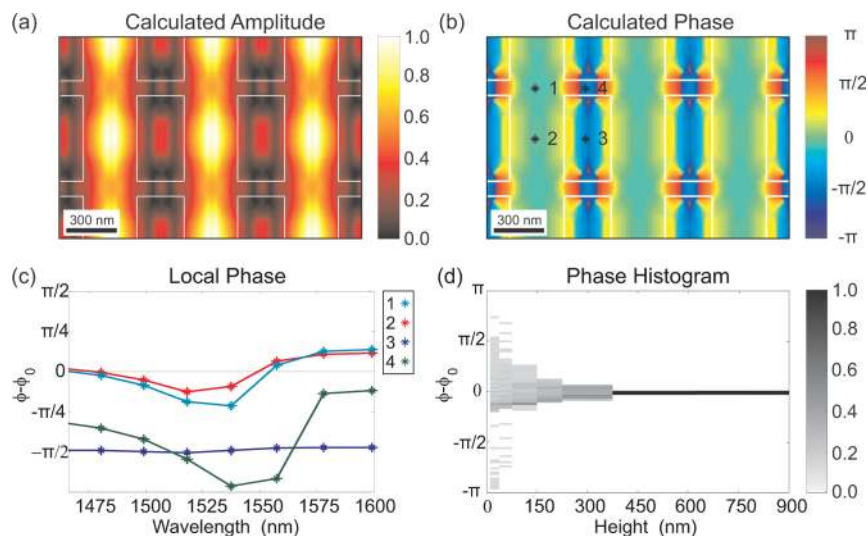 (a) Calculated Amplitude
1.0
0.8
0.6
0.4
0.2
0.0
300 nm
(b) Calculated Phase
1 4
2 3
π
π/2
0
-π/2
-π
300 nm
(c) Local Phase
π/2
π/4
0
-π/4
-π/2
ϕ-ϕ0
1
2
3
4
1475 1500 1525 1550 1575 1600
Wavelength (nm)
(d) Phase Histogram
π
π/2
0
-π/2
-π
ϕ-ϕ0
0 150 300 450 600 750 900
Height (nm)
1.0
0.8
0.6
0.4
0.2
0.0